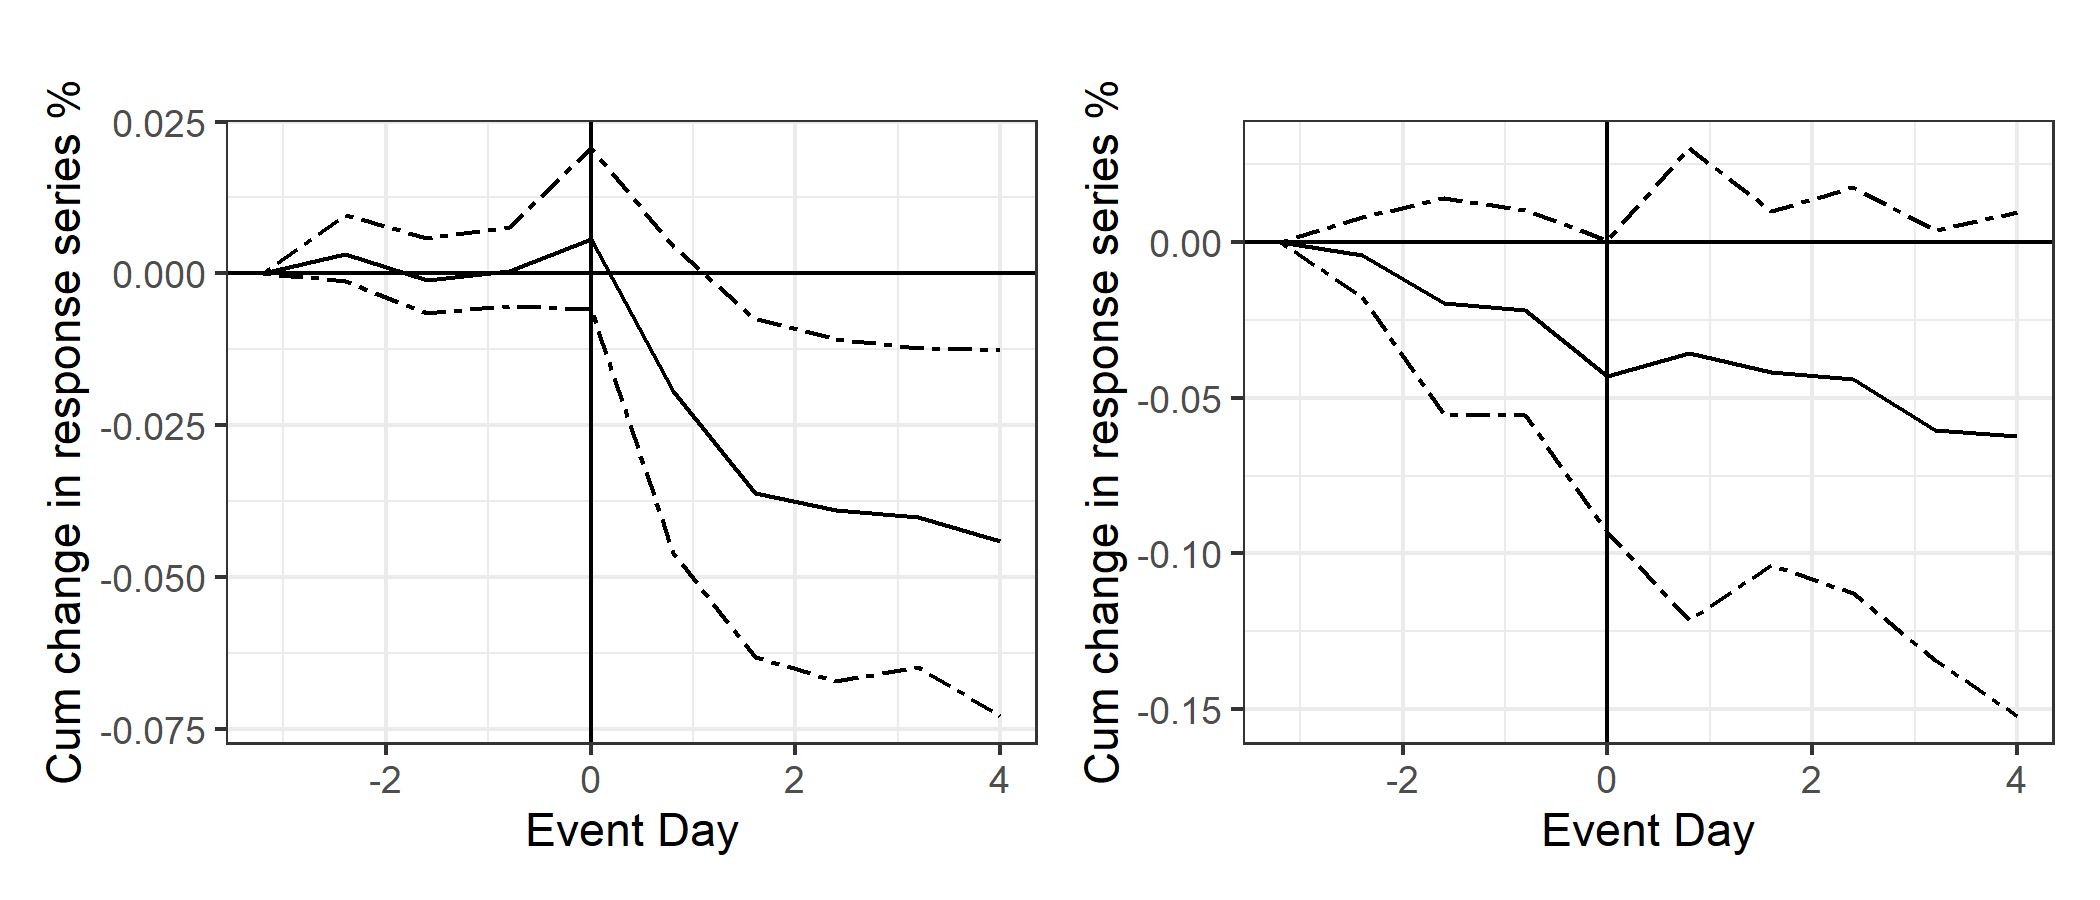 Cum change in response series %
0.025
0.000
-0.025
-0.050
-0.075
-2 0 2 4
Event Day
Cum change in response series %
0.00
-0.05
-0.10
-0.15
-2 0 2 4
Event Day